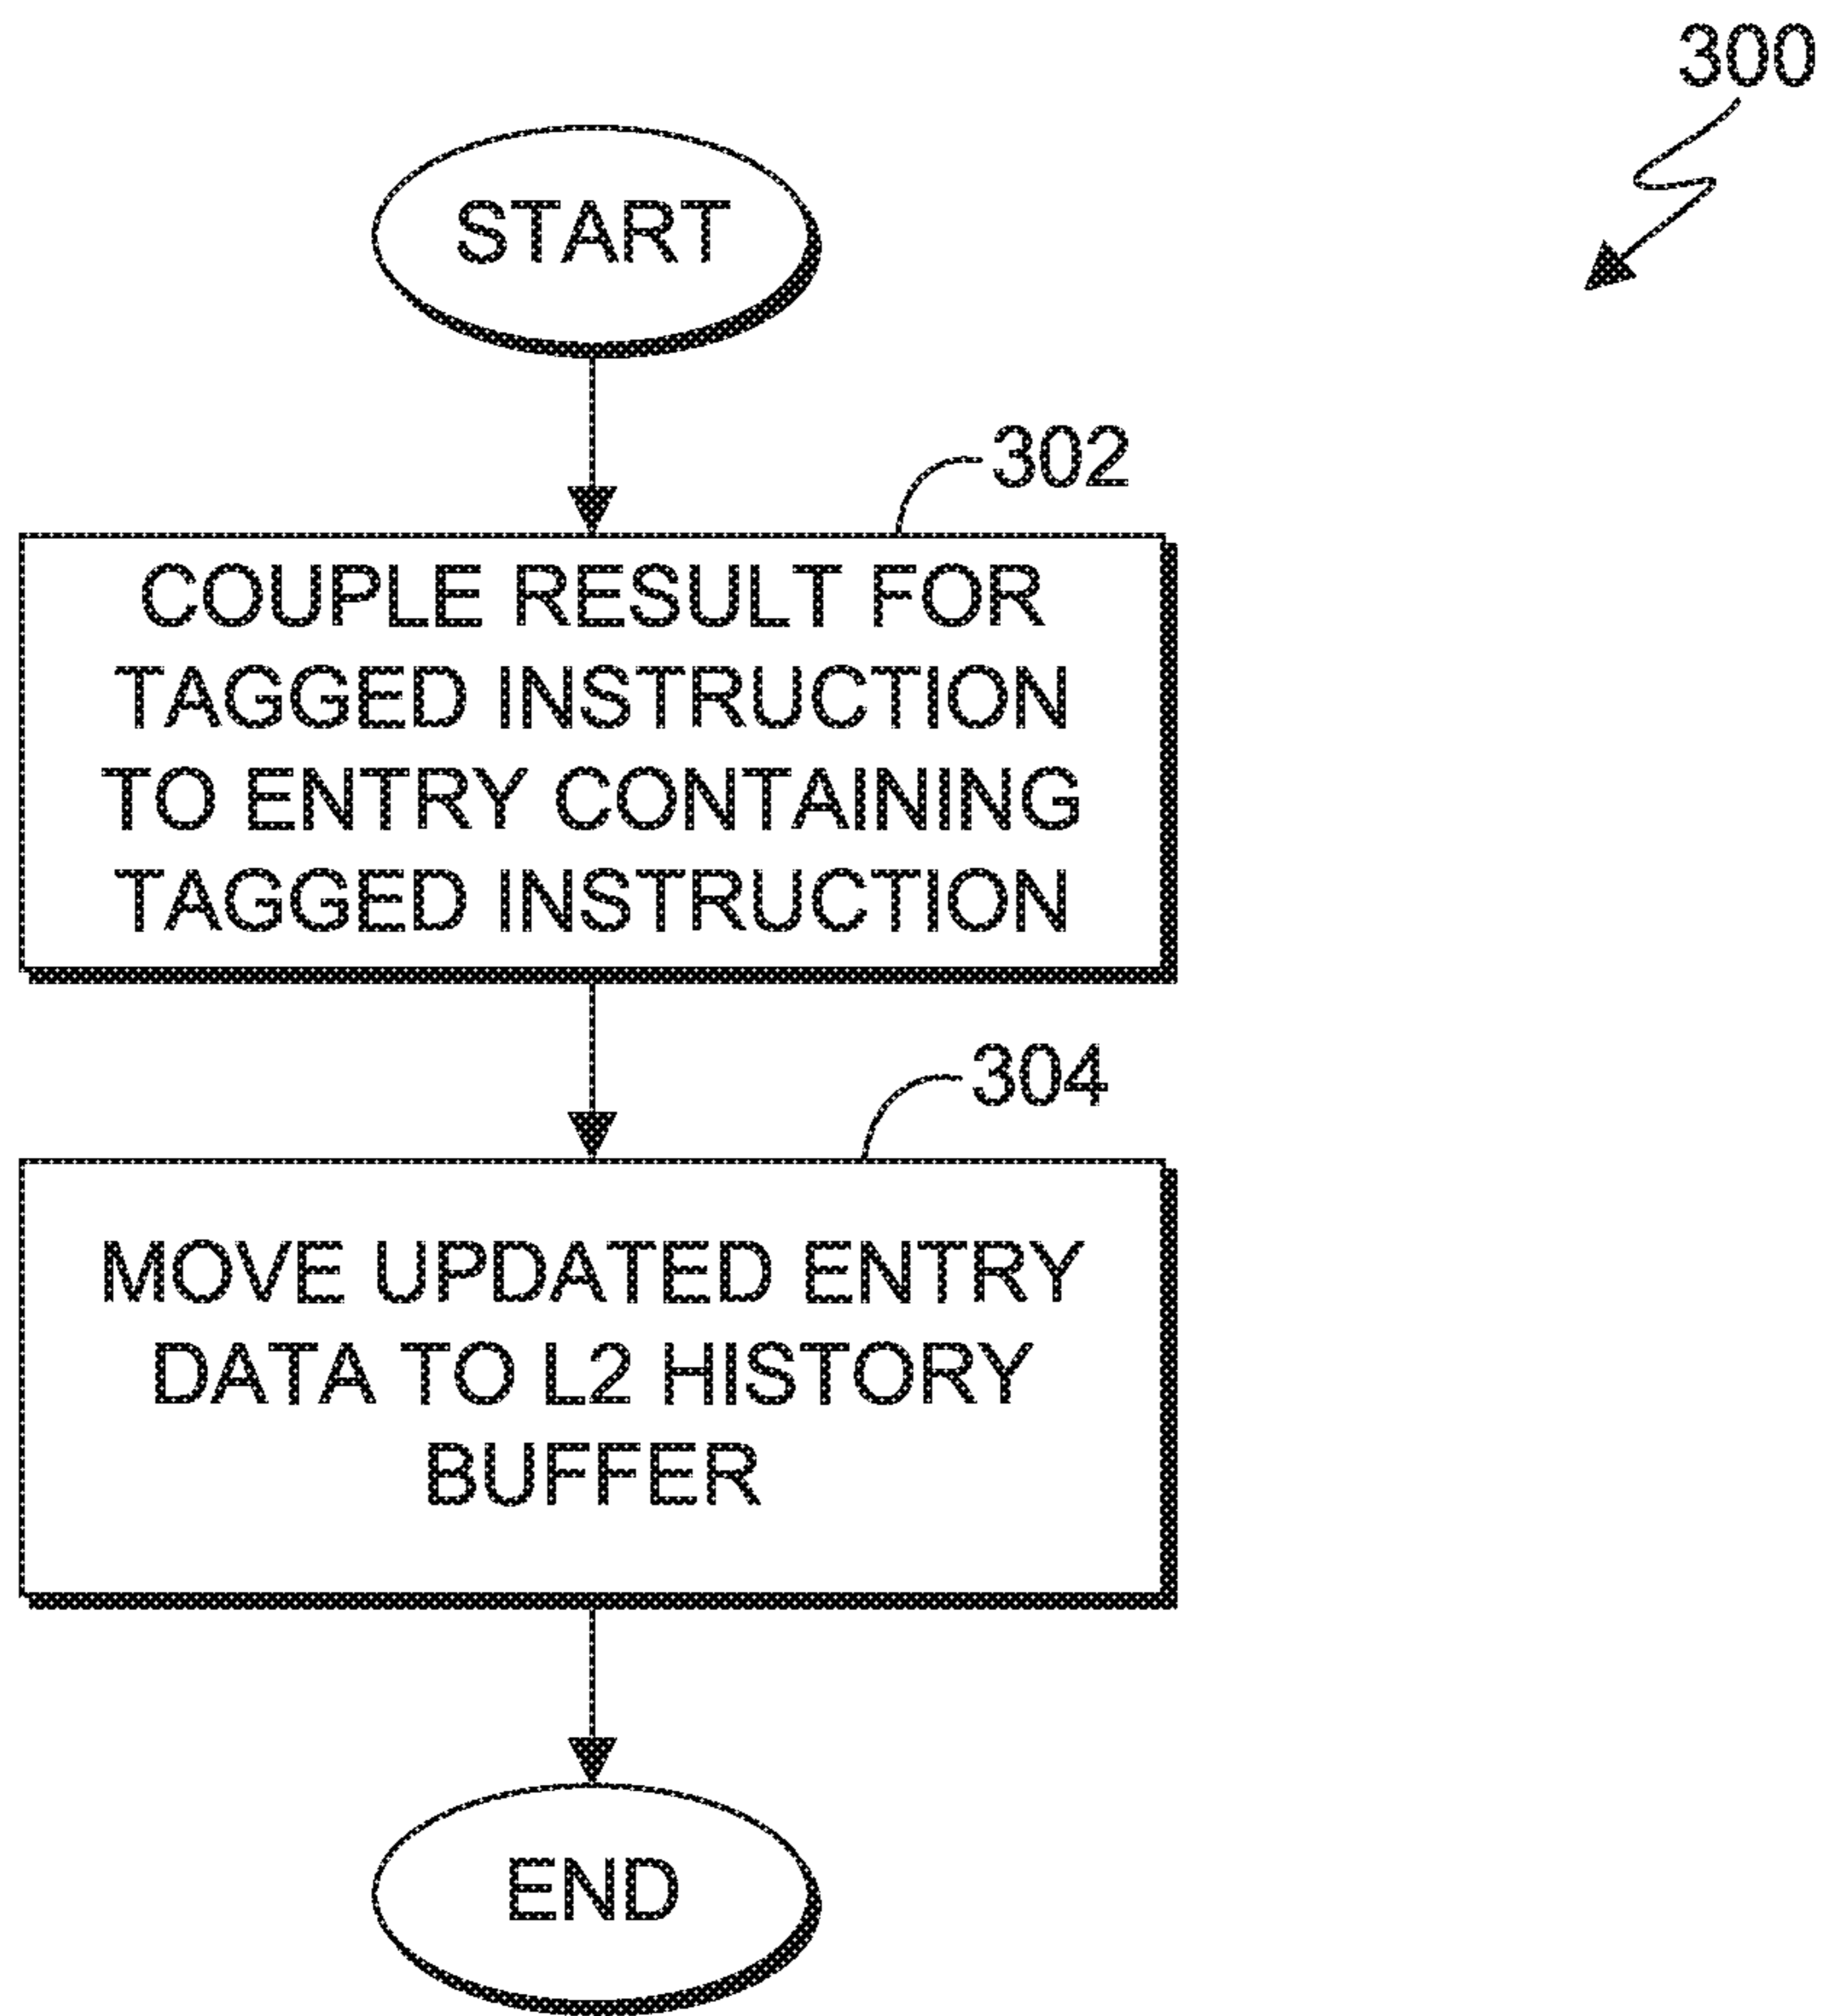 300
START
302
COUPLE RESULT FOR
TAGGED INSTRUCTION
TO ENTRY CONTAINING
TAGGED INSTRUCTION
304
MOVE UPDATED ENTRY
DATA TO L2 HISTORY
BUFFER
END